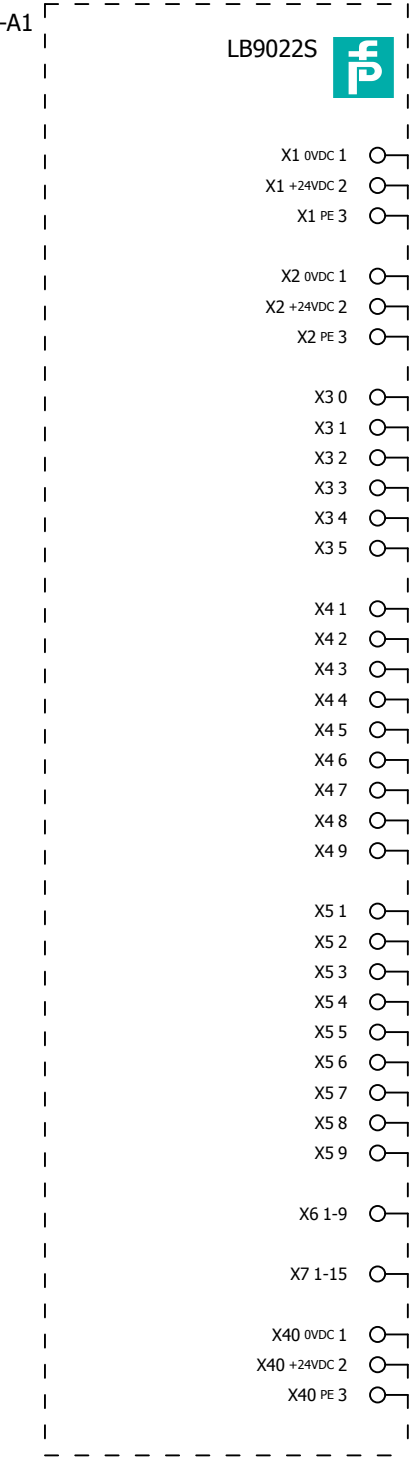 -A1
LB9022S
X1 0VDC 1
X1 +24VDC 2
X1 PE 3
X2 0VDC 1
X2 +24VDC 2
X2 PE 3
X3 0
X3 1
X3 2
X3 3
X3 4
X3 5
X4 1
X4 2
X4 3
X4 4
X4 5
X4 6
X4 7
X4 8
X4 9
X5 1
X5 2
X5 3
X5 4
X5 5
X5 6
X5 7
X5 8
X5 9
X6 1-9
X7 1-15
X40 0VDC 1
X40 +24VDC 2
X40 PE 3